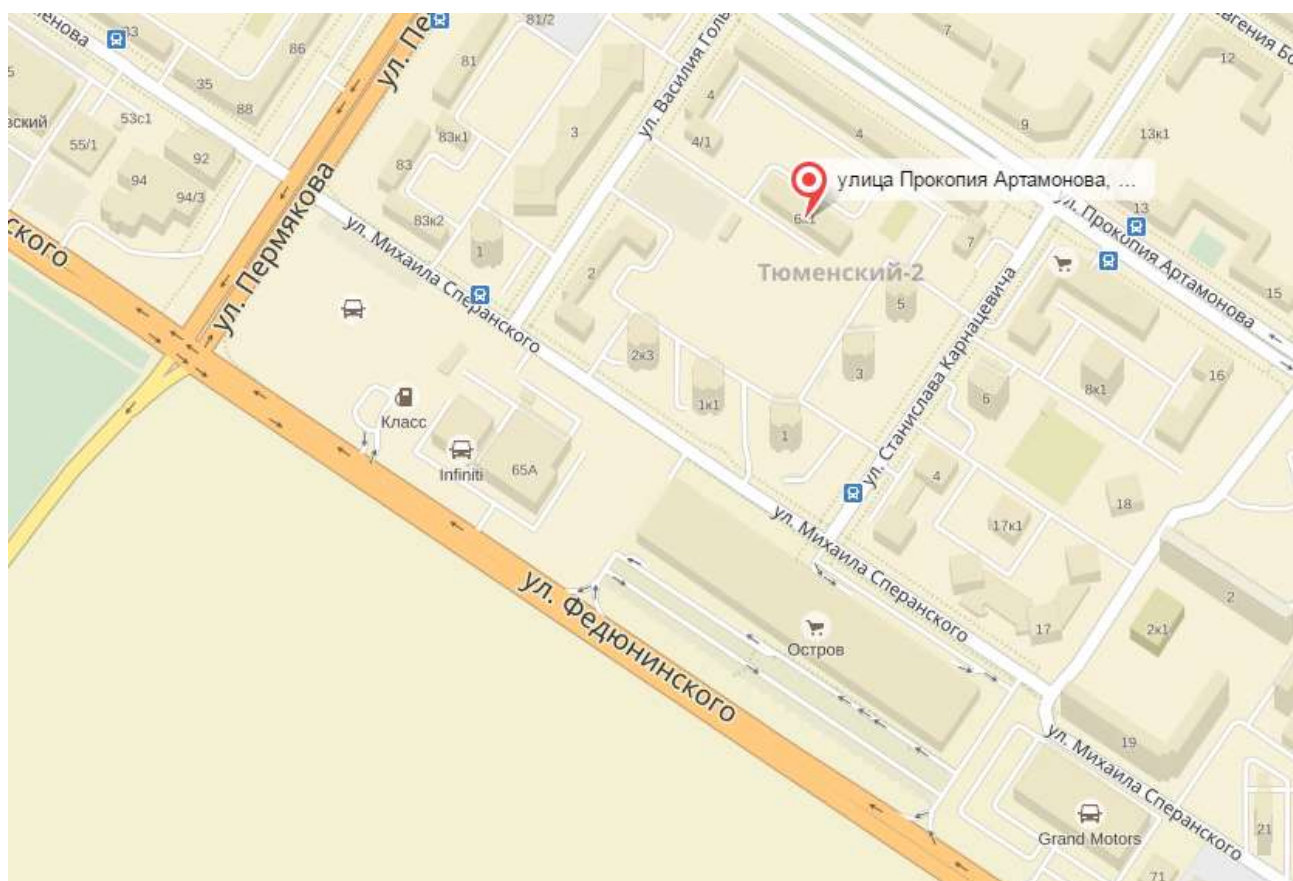 81/2
12
86
81
7
35
88
ул. Василия Голь
4
9
53с1
55/1
92
83к1
3
4/1
4
13к1
94
94/3
83
улица Прокопия Артамонова, ...
ул. Пермякова
83к2
6к1
13
ул. Прокопия Артамонова
ского
ул. Михаила Сперанского
1
2
7
Тюменский-2
5
15
2к3
3
ул. Станислава Карнацевича
16
1к1
6
8к1
Класс
1
Infiniti
65А
4
18
17к1
ул. Михаила Сперанского
ул. Федюнинского
2
Остров
17
2к1
19
ул. Михаила Сперанского
Grand Motors
21
71